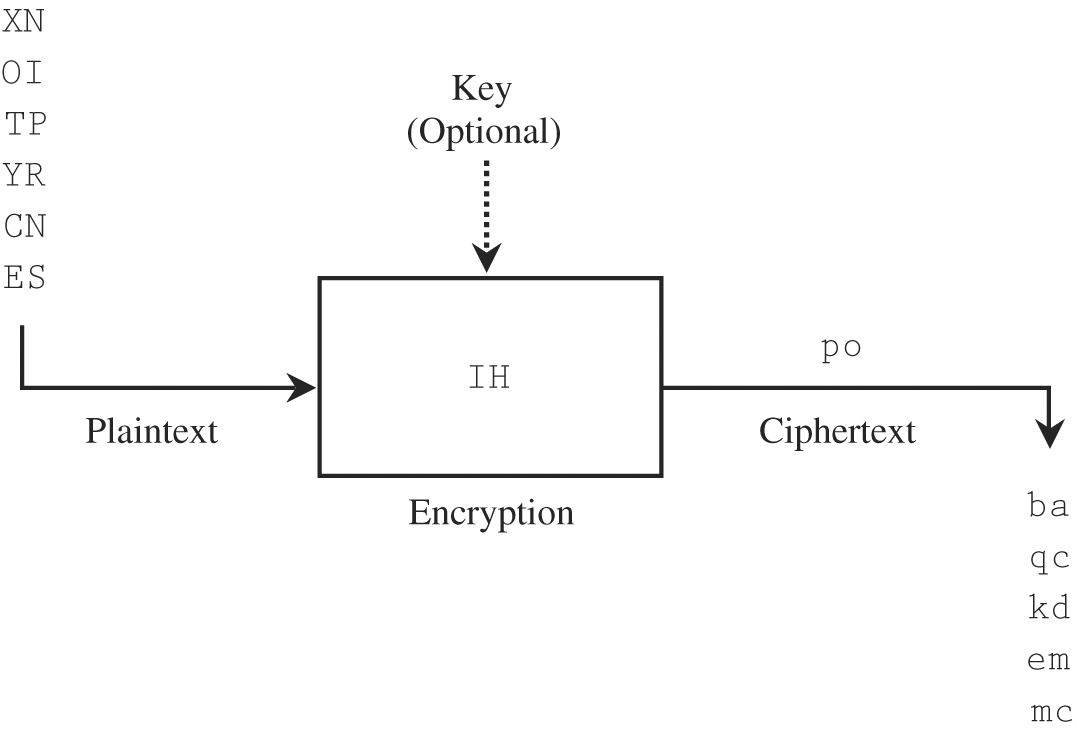 XN
OI
TP
YR
CN
ES
Key
(Optional)
IH
po
Plaintext
Ciphertext
Encryption
ba
qc
kd
em
mc